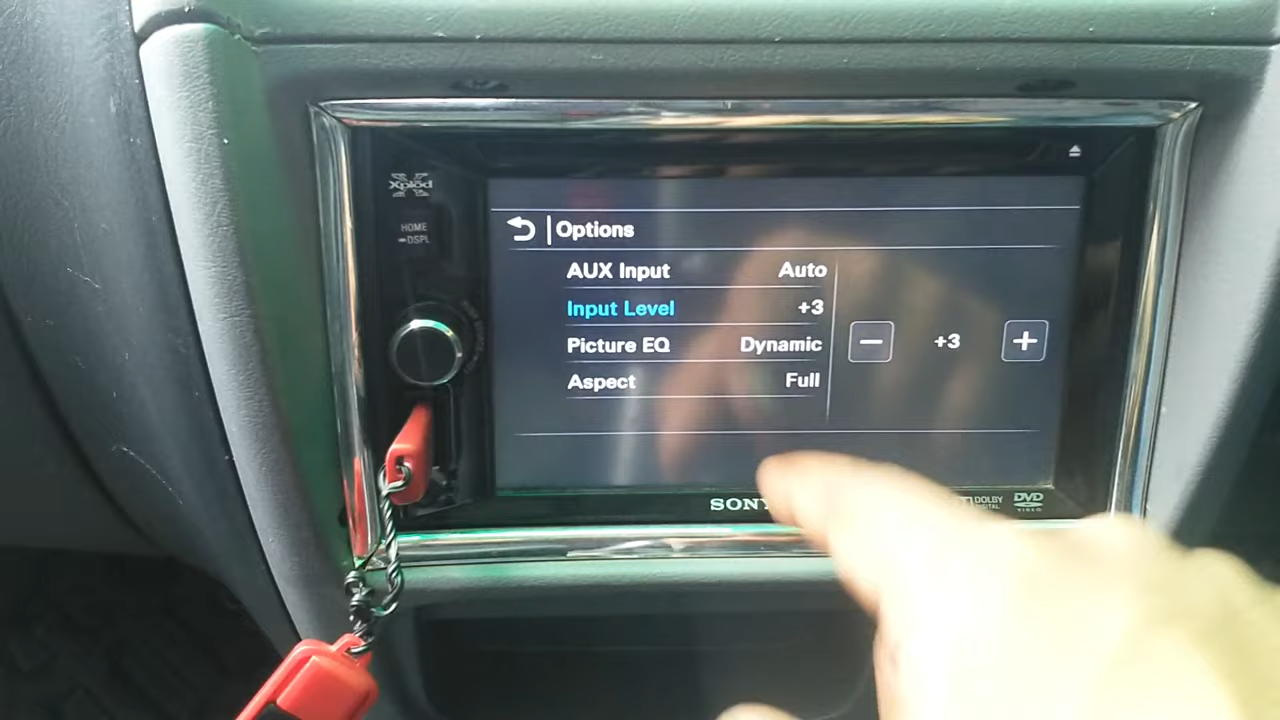 Xplod
HOME
DSPL
Options
AUX Input Auto
Input Level +3
Picture EQ Dynamic
Aspect Full
− +3 +
SONY
DOLBY
DIGITAL
DVD
VIDEO